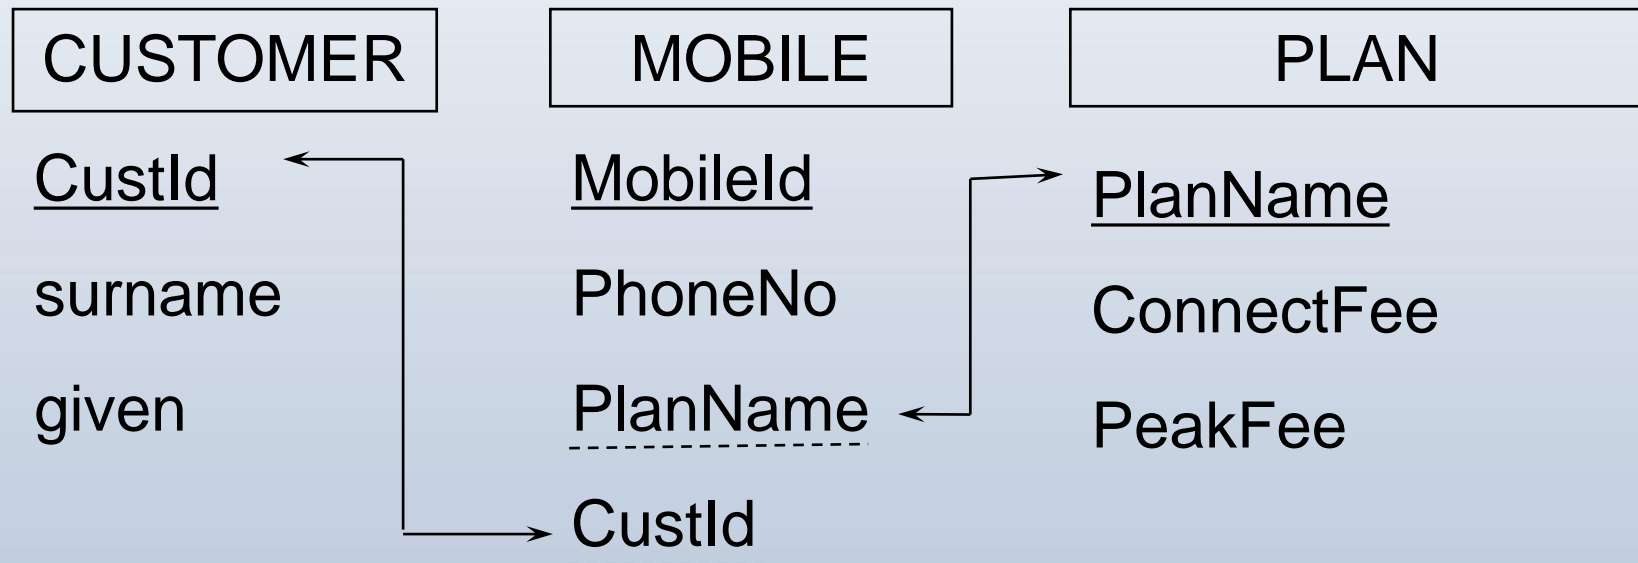 CUSTOMER
CustId
surname
given
MOBILE
MobileId
PhoneNo
PlanName
CustId
PLAN
PlanName
ConnectFee
PeakFee